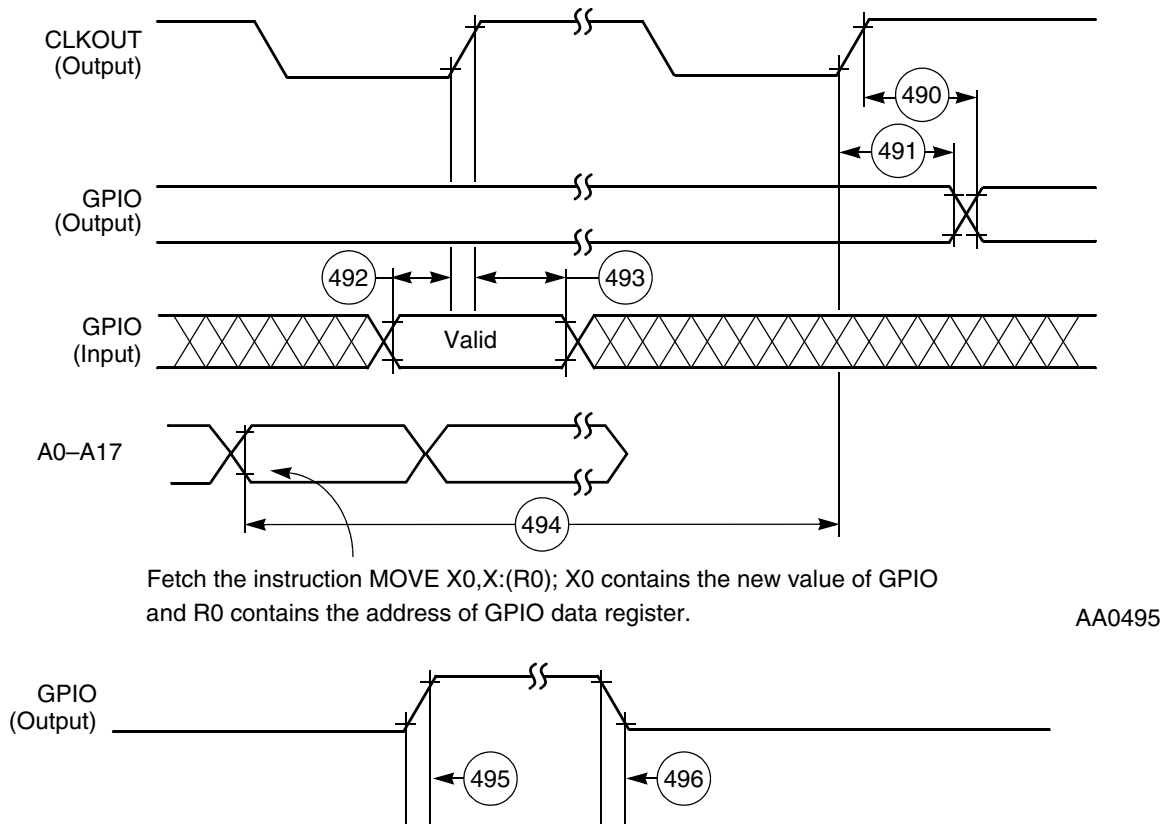 CLKOUT
(Output)
490
491
GPIO
(Output)
492
493
GPIO
(Input)
Valid
A0–A17
494
Fetch the instruction MOVE X0,X:(R0); X0 contains the new value of GPIO
and R0 contains the address of GPIO data register.
AA0495
GPIO
(Output)
495
496